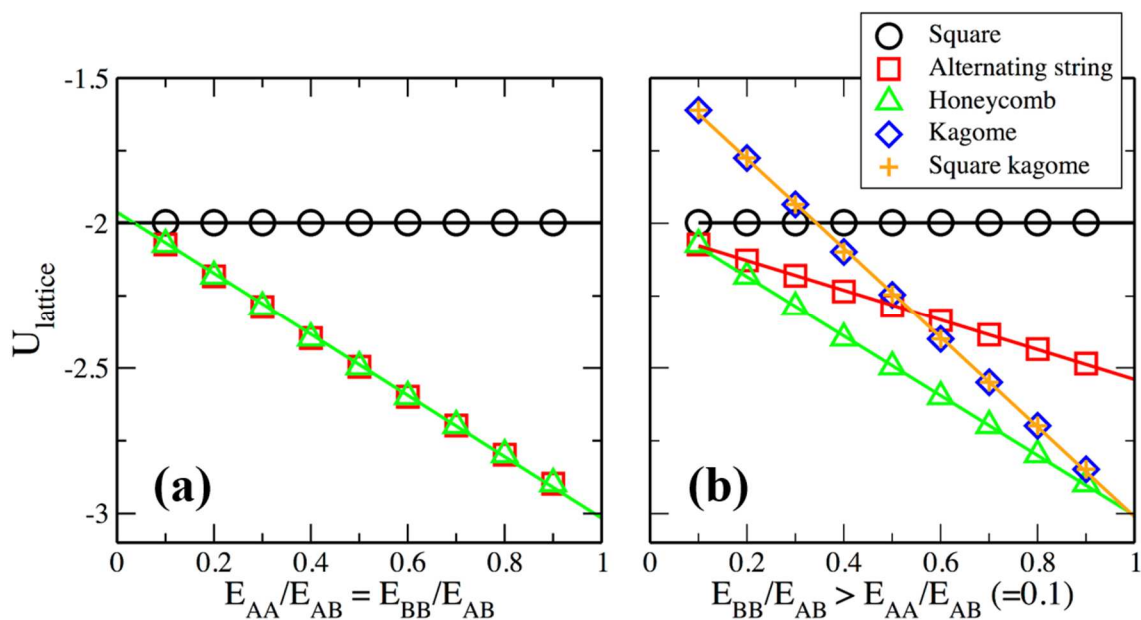 Square
Alternating string
Honeycomb
Kagome
Square kagome
-1.5
-2
-2.5
-3
U_lattice
(a)
(b)
0 0.2 0.4 0.6 0.8 1
0 0.2 0.4 0.6 0.8 1
E_AA/E_AB = E_BB/E_AB
E_BB/E_AB > E_AA/E_AB (=0.1)